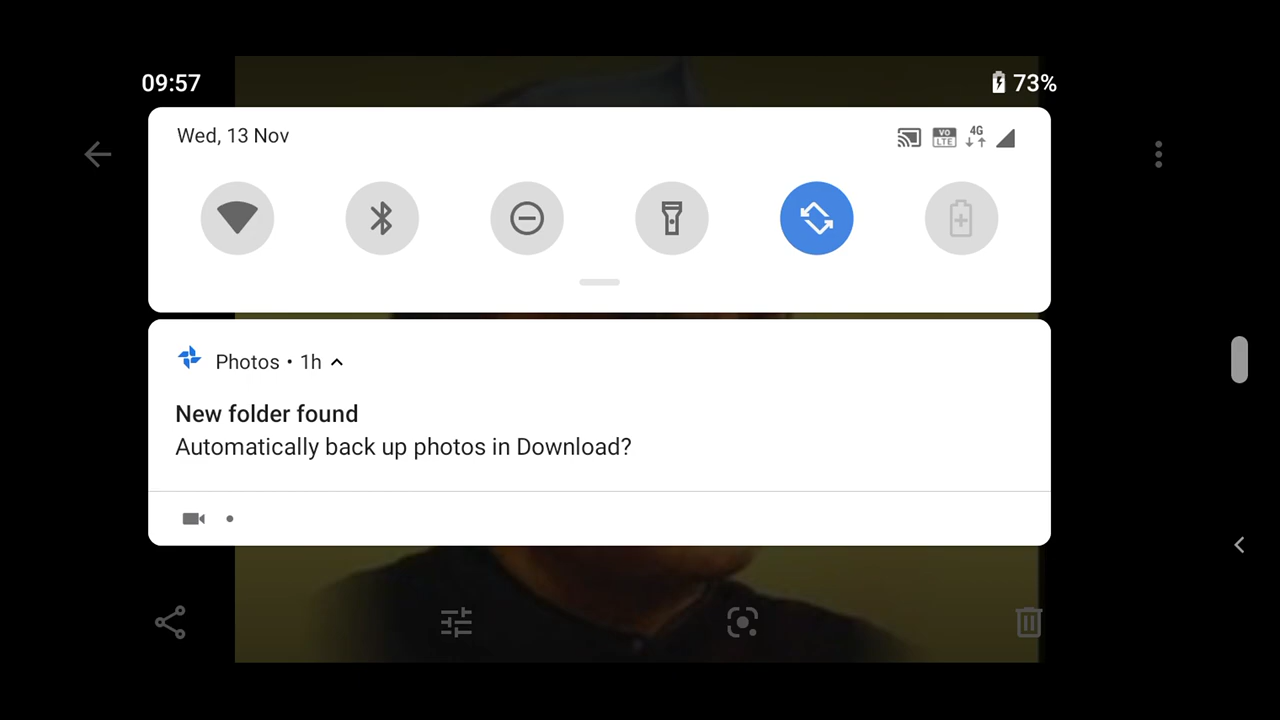 09:57
73%
Wed, 13 Nov
VO LTE
4G
Photos • 1h
New folder found
Automatically back up photos in Download?